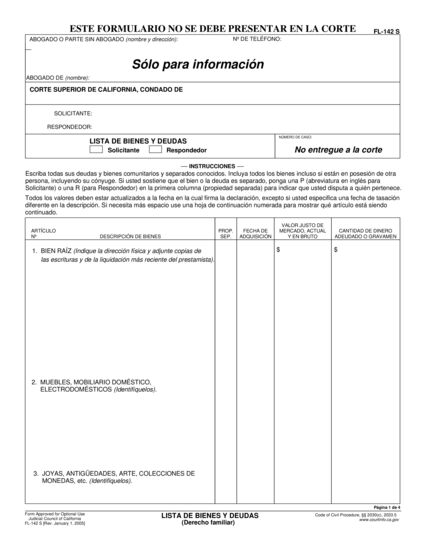 ESTE FORMULARIO NO SE DEBE PRESENTAR EN LA CORTE
FL-142 S
ABOGADO O PARTE SIN ABOGADO (nombre y dirección):
Nº DE TELÉFONO:
Sólo para información
ABOGADO DE (nombre):
CORTE SUPERIOR DE CALIFORNIA, CONDADO DE
SOLICITANTE:
RESPONDEDOR:
LISTA DE BIENES Y DEUDAS
Solicitante
Respondedor
NÚMERO DE CASO:
No entregue a la corte
— INSTRUCCIONES —
Escriba todas sus deudas y bienes comunitarios y separados conocidos. Incluya todos los bienes incluso si están en posesión de otra
persona, incluyendo su cónyuge. Si usted sostiene que el bien o la deuda es separado, ponga una P (abreviatura en inglés para
Solicitante) o una R (para Respondedor) en la primera columna (propiedad separada) para indicar que usted disputa a quién pertenece.
Todos los valores deben estar actualizados a la fecha en la cual firma la declaración, excepto si usted especifica una fecha de tasación
diferente en la descripción. Si necesita más espacio use una hoja de continuación numerada para mostrar qué artículo está siendo
continuado.
ARTÍCULO
Nº
DESCRIPCIÓN DE BIENES
PROP.
SEP.
FECHA DE
ADQUISICIÓN
VALOR JUSTO DE
MERCADO, ACTUAL
Y EN BRUTO
CANTIDAD DE DINERO
ADEUDADO O GRAVAMEN
1. BIEN RAÍZ (Indique la dirección física y adjunte copias de
las escrituras y de la liquidación más reciente del prestamista).
$
$
2. MUEBLES, MOBILIARIO DOMÉSTICO,
ELECTRODOMÉSTICOS (Identifíquelos).
3. JOYAS, ANTIGÜEDADES, ARTE, COLECCIONES DE
MONEDAS, etc. (Identifíquelas).
Página 1 de 4
Form Approved for Optional Use
Judicial Council of California
FL-142 S [Rev. January 1, 2005]
LISTA DE BIENES Y DEUDAS
(Derecho familiar)
Code of Civil Procedure, §§ 2030(c), 2033.5
www.courtinfo.ca.gov